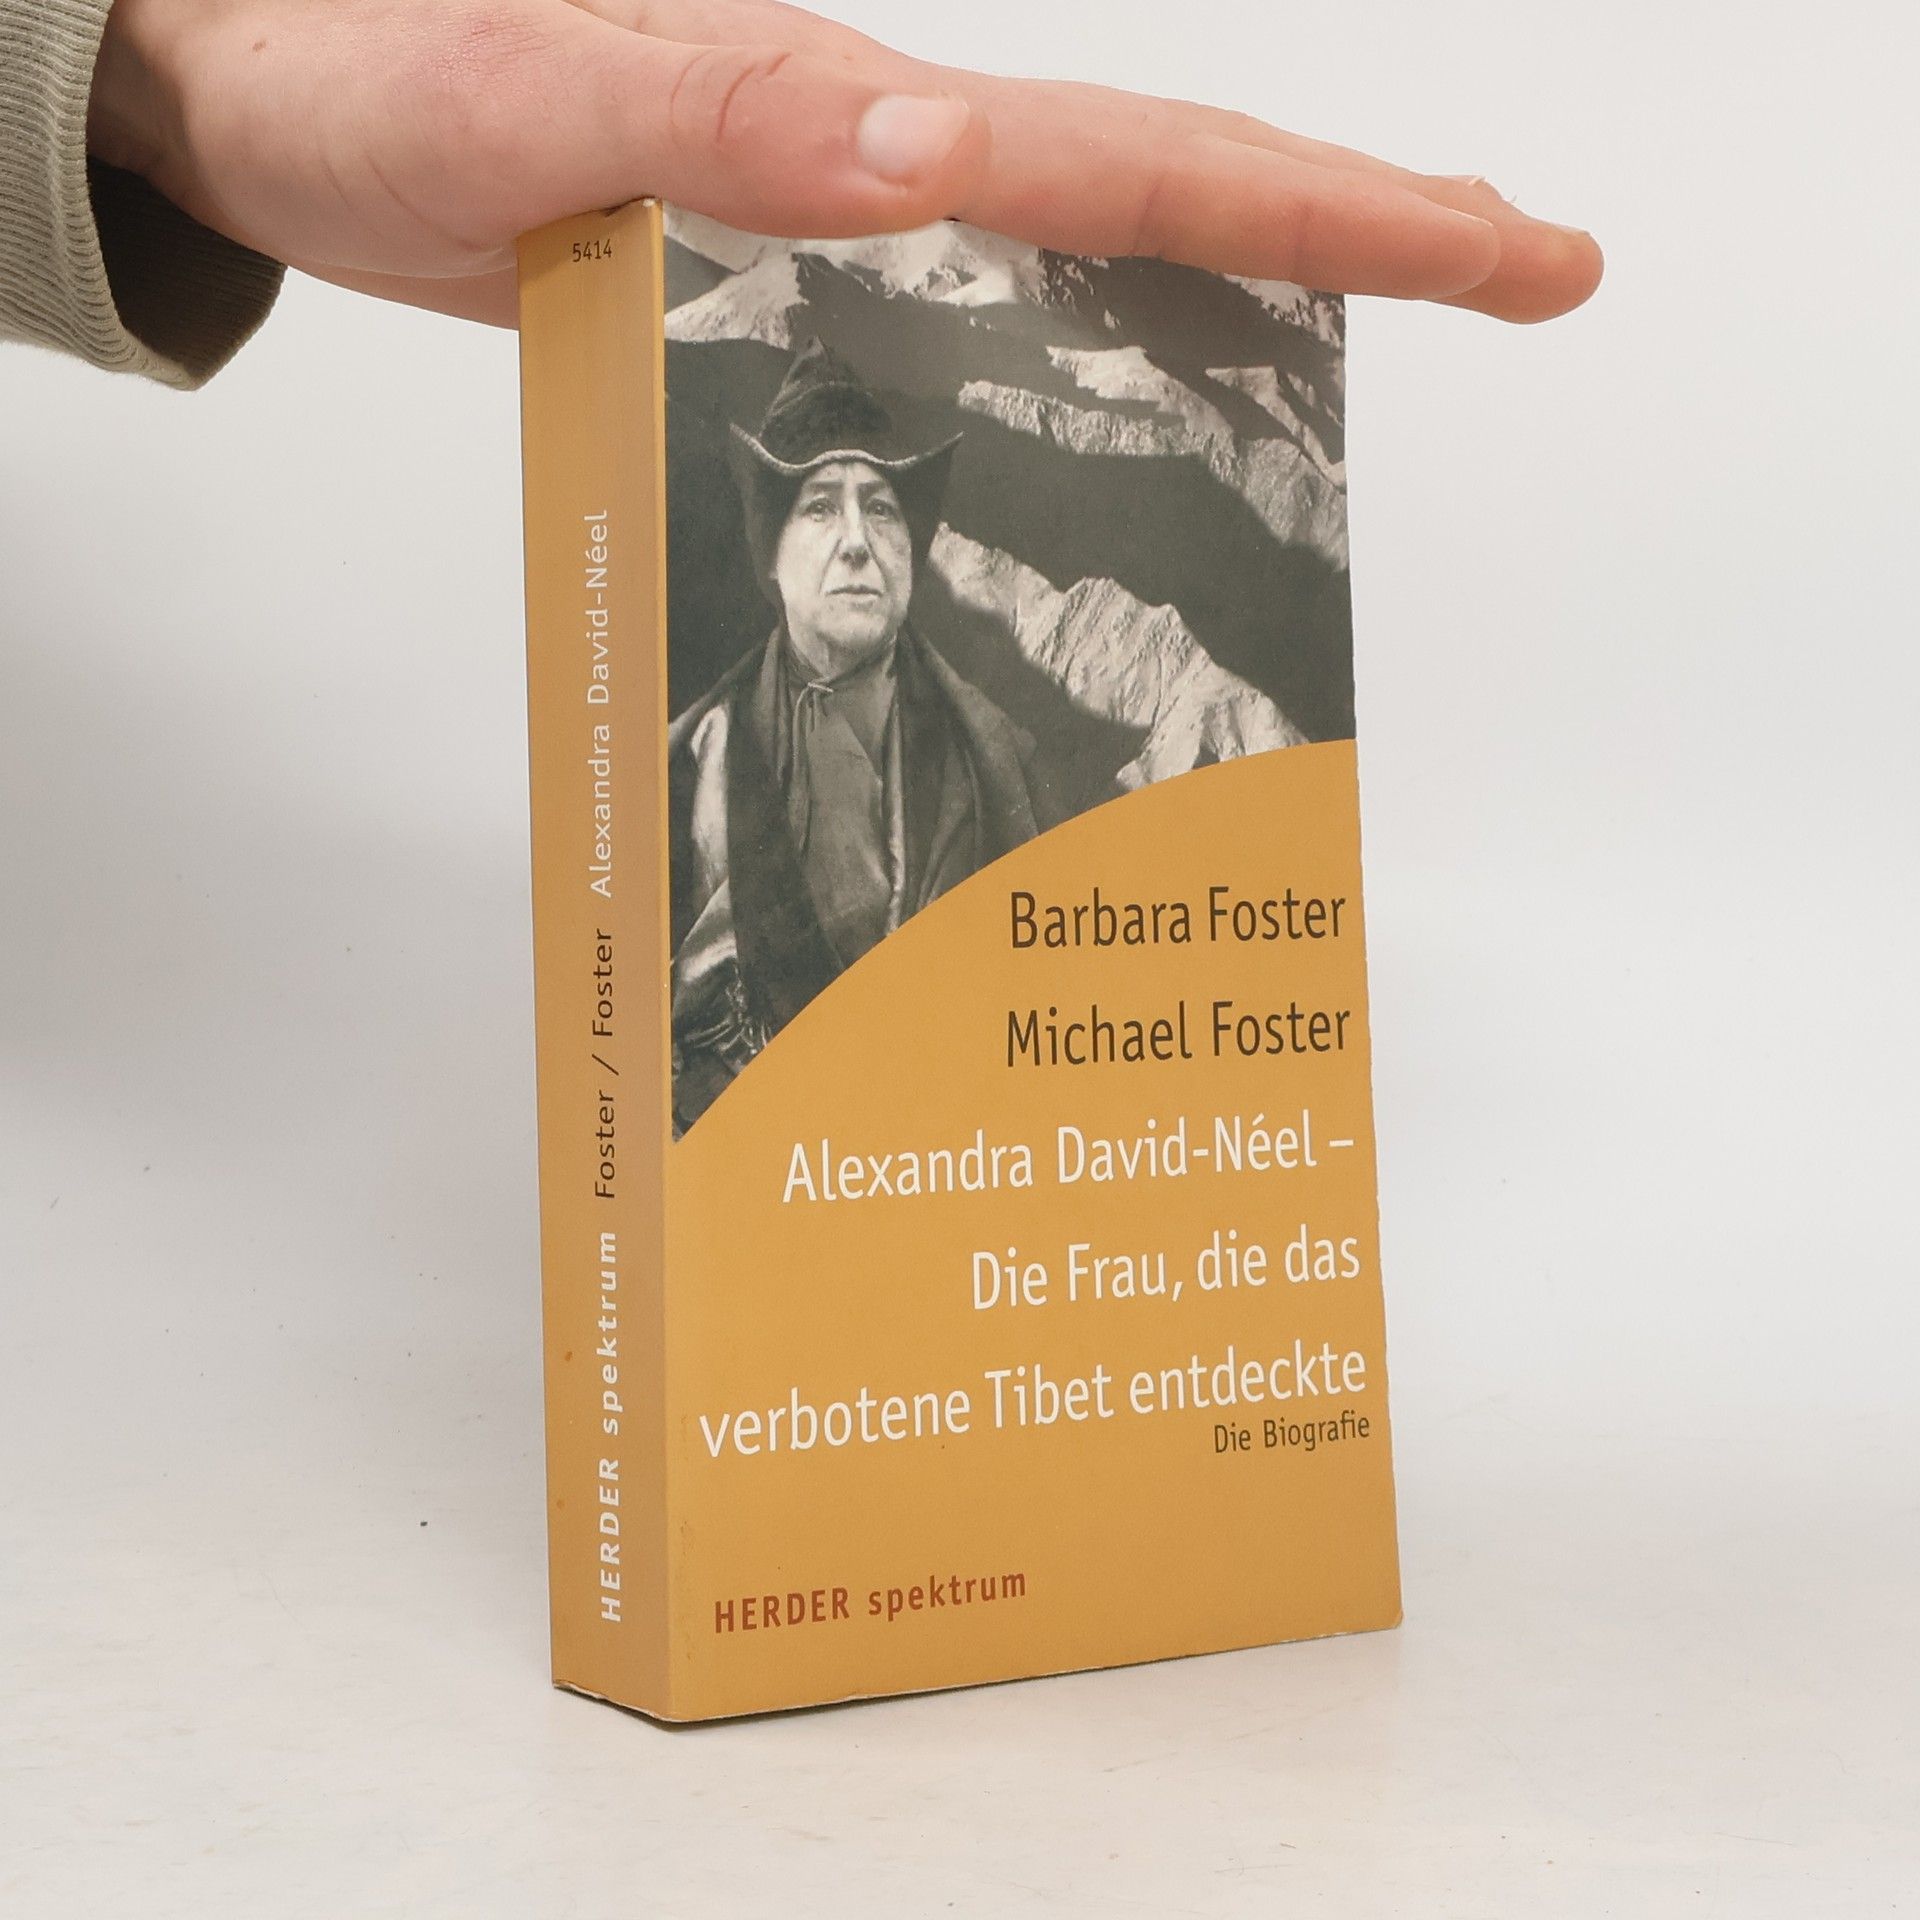 5414
HERDER spektrum Foster / Foster Alexandra David-Néel
Barbara Foster
Michael Foster
Alexandra David-Néel –
Die Frau, die das
verbotene Tibet entdeckte
Die Biografie
HERDER spektrum